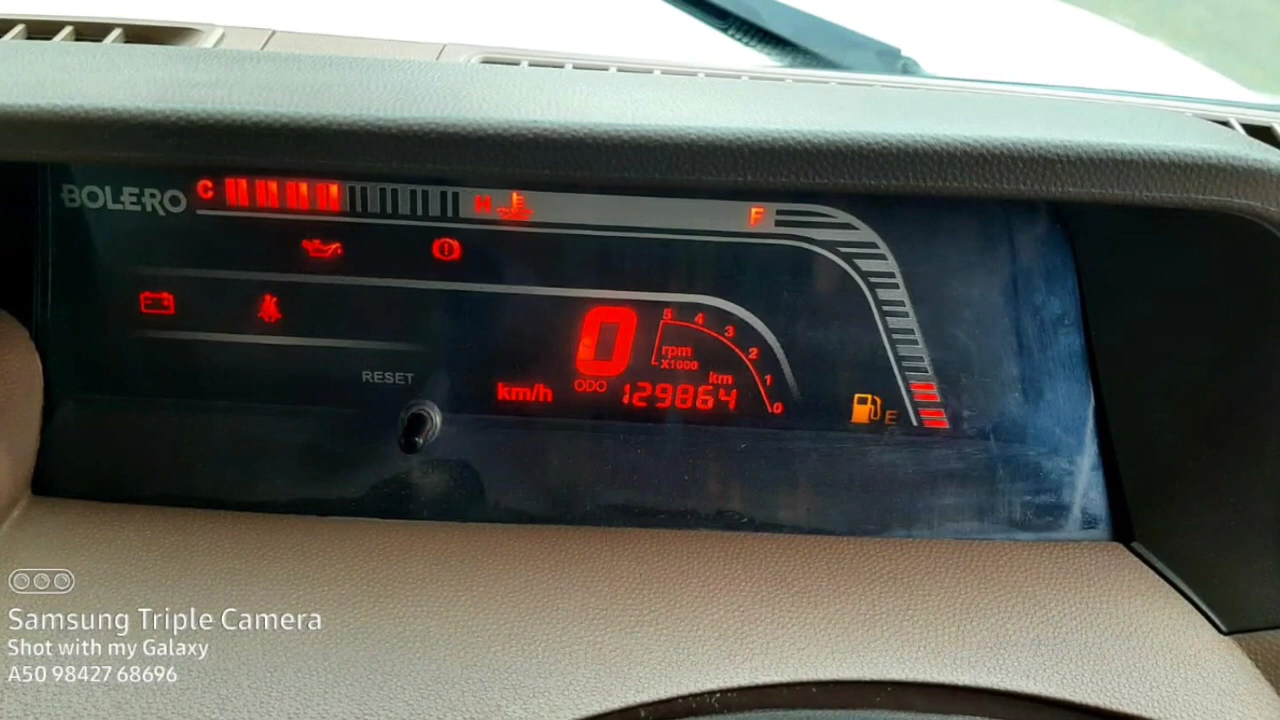 BOLERO
C
H
F
RESET
0
km/h
ODO
129864
km
rpm
X1000
5
4
3
2
1
0
E
Samsung Triple Camera
Shot with my Galaxy
A50 98427 68696